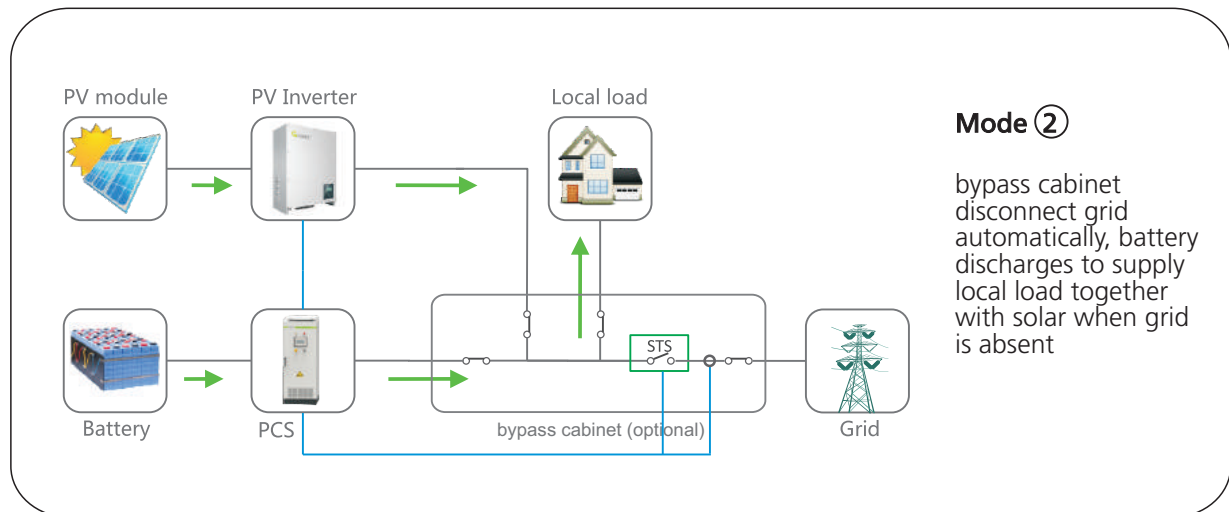 PV module
PV Inverter
Local load
Mode ②
bypass cabinet
disconnect grid
automatically, battery
discharges to supply
local load together
with solar when grid
is absent
STS
Battery
PCS
bypass cabinet (optional)
Grid